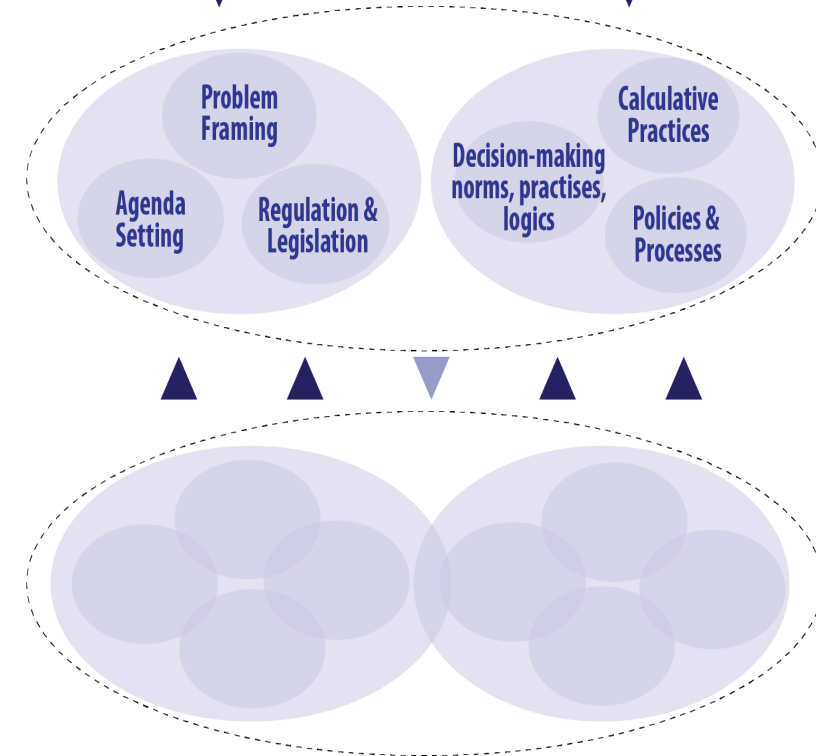 Problem
Framing
Agenda
Setting
Regulation &
Legislation
Decision-making
norms, practises,
logics
Calculative
Practices
Policies &
Processes